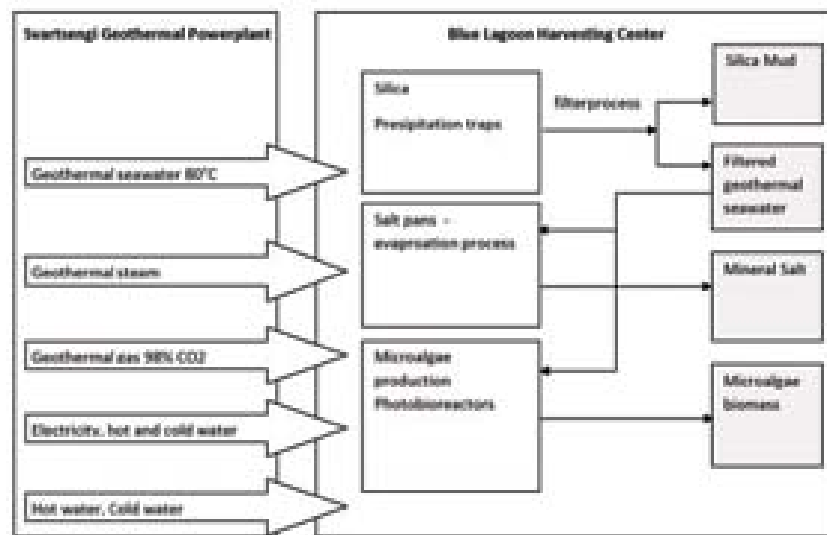 Svartsengi Geothermal Powerplant
Blue Lagoon Harvesting Center
Silica
Presipitation traps
filterprocess
Silica Mud
Geothermal seawater 80°C
Filtered
geothermal
seawater
Salt pans -
evaproation process
Geothermal steam
Mineral Salt
Geothermal gas 98% CO2
Microalgae
production
Photobioreactors
Microalgae
biomass
Electricity, hot and cold water
Hot water, Cold water